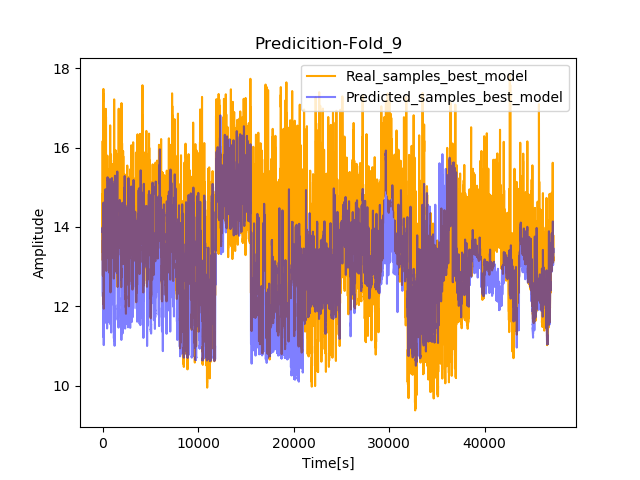 Predicition-Fold_9
Real_samples_best_model
Predicted_samples_best_model
Amplitude
18
16
14
12
10
0
10000
20000
30000
40000
Time[s]